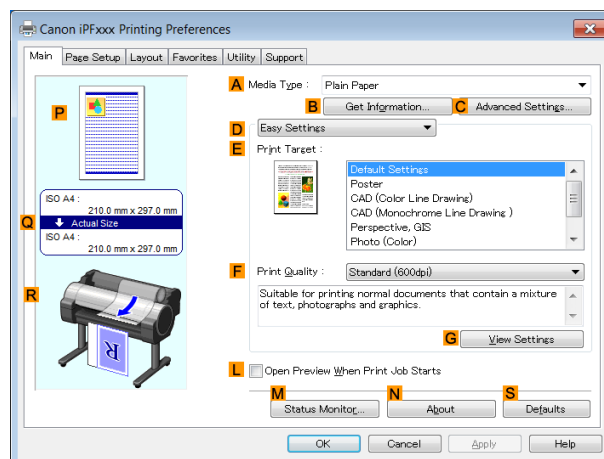 Canon iPFxxx Printing Preferences
Main Page Setup Layout Favorites Utility Support
A Media Type : Plain Paper
B Get Information... C Advanced Settings...
D Easy Settings
E Print Target :
Default Settings
Poster
CAD (Color Line Drawing)
CAD (Monochrome Line Drawing )
Perspective, GIS
Photo (Color)
F Print Quality : Standard (600dpi)
Suitable for printing normal documents that contain a mixture
of text, photographs and graphics.
G View Settings
L Open Preview When Print Job Starts
M Status Monitor...
N About
S Defaults
P
Q
ISO A4 :
210.0 mm x 297.0 mm
Actual Size
ISO A4 :
210.0 mm x 297.0 mm
R
R
OK Cancel Apply Help